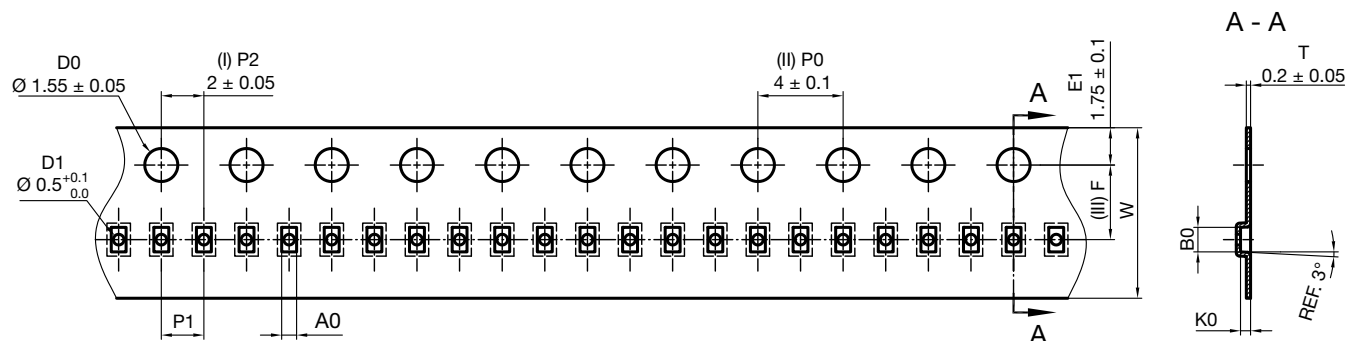 A - A
D0
Ø 1.55 ± 0.05
(I) P2
2 ± 0.05
(II) P0
4 ± 0.1
E1
1.75 ± 0.1
T
0.2 ± 0.05
A
D1
Ø 0.5 +0.1 0.0
(III) F
W
B0
P1
A0
A
K0
REF. 3°